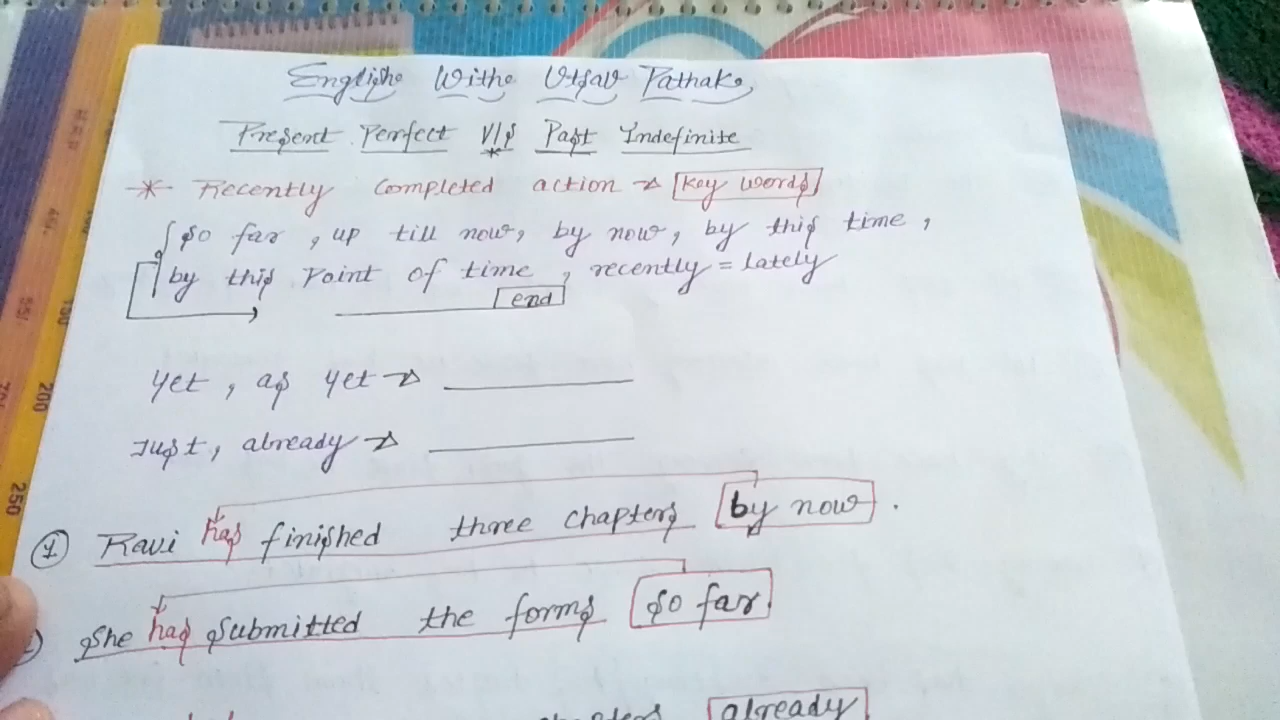 English With Utsav Pathak
Present Perfect V/s Past Indefinite
* Recently completed action → key words
so far, up till now, by now, by this time,
by this point of time, recently = lately
end
yet, as yet →
Just, already →
1 Ravi has finished three chapters by now.
She has submitted the forms so far
already
200
250